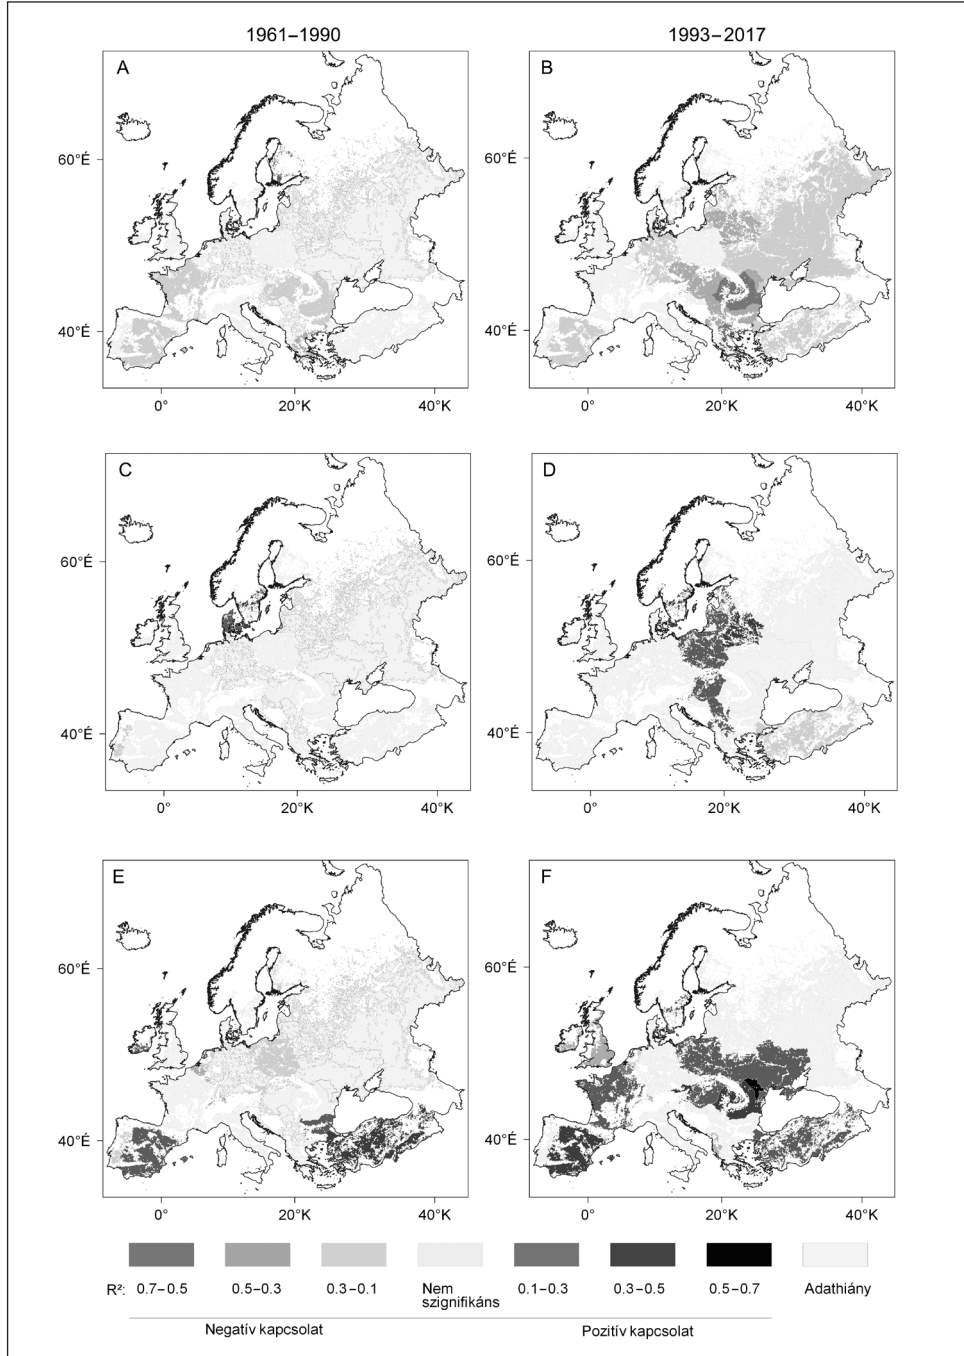 1961–1990
1993–2017
A
B
60°É
60°É
40°É
40°É
0°
20°K
40°K
0°
20°K
40°K
C
D
60°É
60°É
40°É
40°É
0°
20°K
40°K
0°
20°K
40°K
E
F
60°É
60°É
40°É
40°É
0°
20°K
40°K
0°
20°K
40°K
R²: 0.7–0.5 0.5–0.3 0.3–0.1 Nem szignifikáns 0.1–0.3 0.3–0.5 0.5–0.7 Adathiány
Negatív kapcsolat
Pozitív kapcsolat